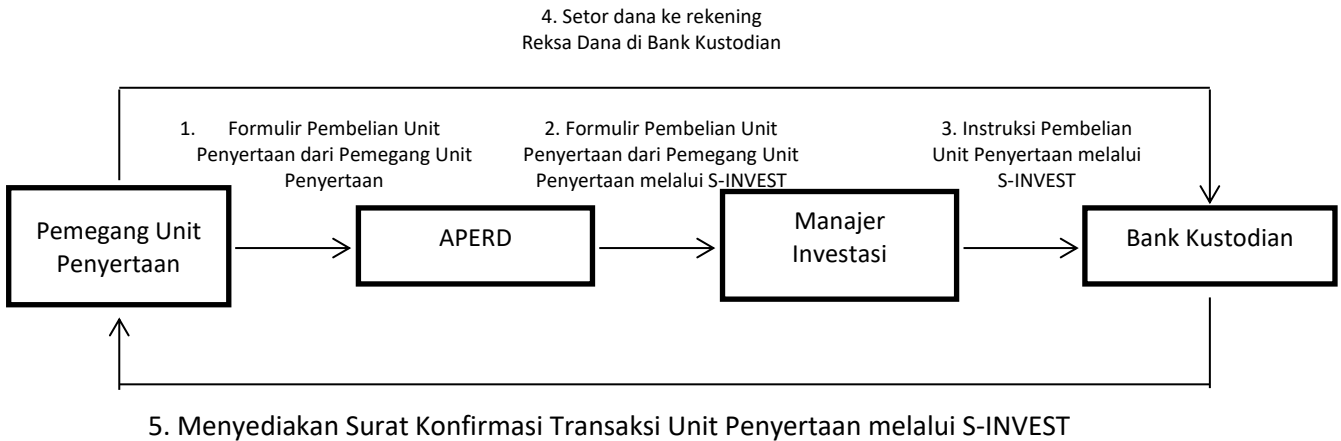 4. Setor dana ke rekening
Reksa Dana di Bank Kustodian
1. Formulir Pembelian Unit
Penyertaan dari Pemegang Unit
Penyertaan
2. Formulir Pembelian Unit
Penyertaan dari Pemegang Unit
Penyertaan melalui S-INVEST
3. Instruksi Pembelian
Unit Penyertaan melalui
S-INVEST
Pemegang Unit
Penyertaan
APERD
Manajer
Investasi
Bank Kustodian
5. Menyediakan Surat Konfirmasi Transaksi Unit Penyertaan melalui S-INVEST